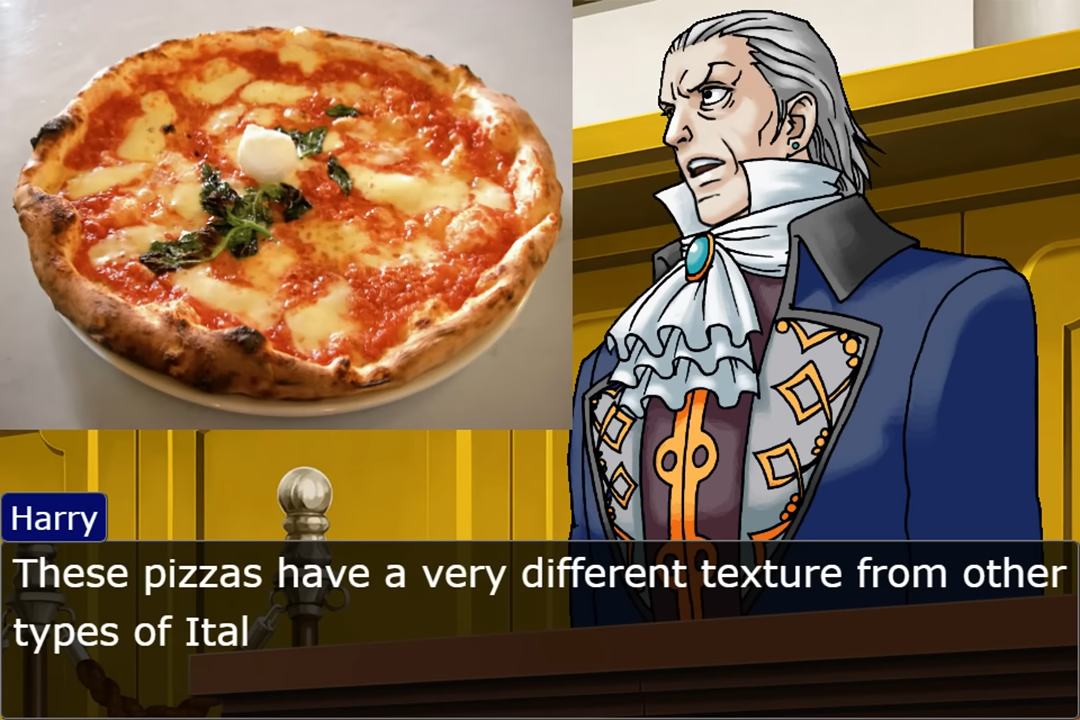 Harry
These pizzas have a very different texture from other
types of Ital